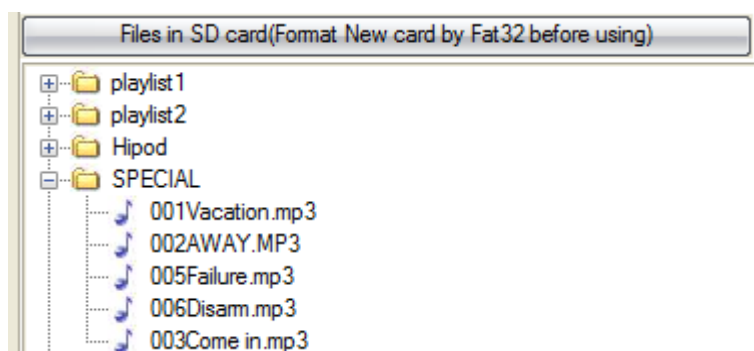 Files in SD card(Format New card by Fat32 before using)
playlist1
playlist2
Hipod
SPECIAL
001Vacation.mp3
002AWAY.MP3
005Failure.mp3
006Disarm.mp3
003Come in.mp3